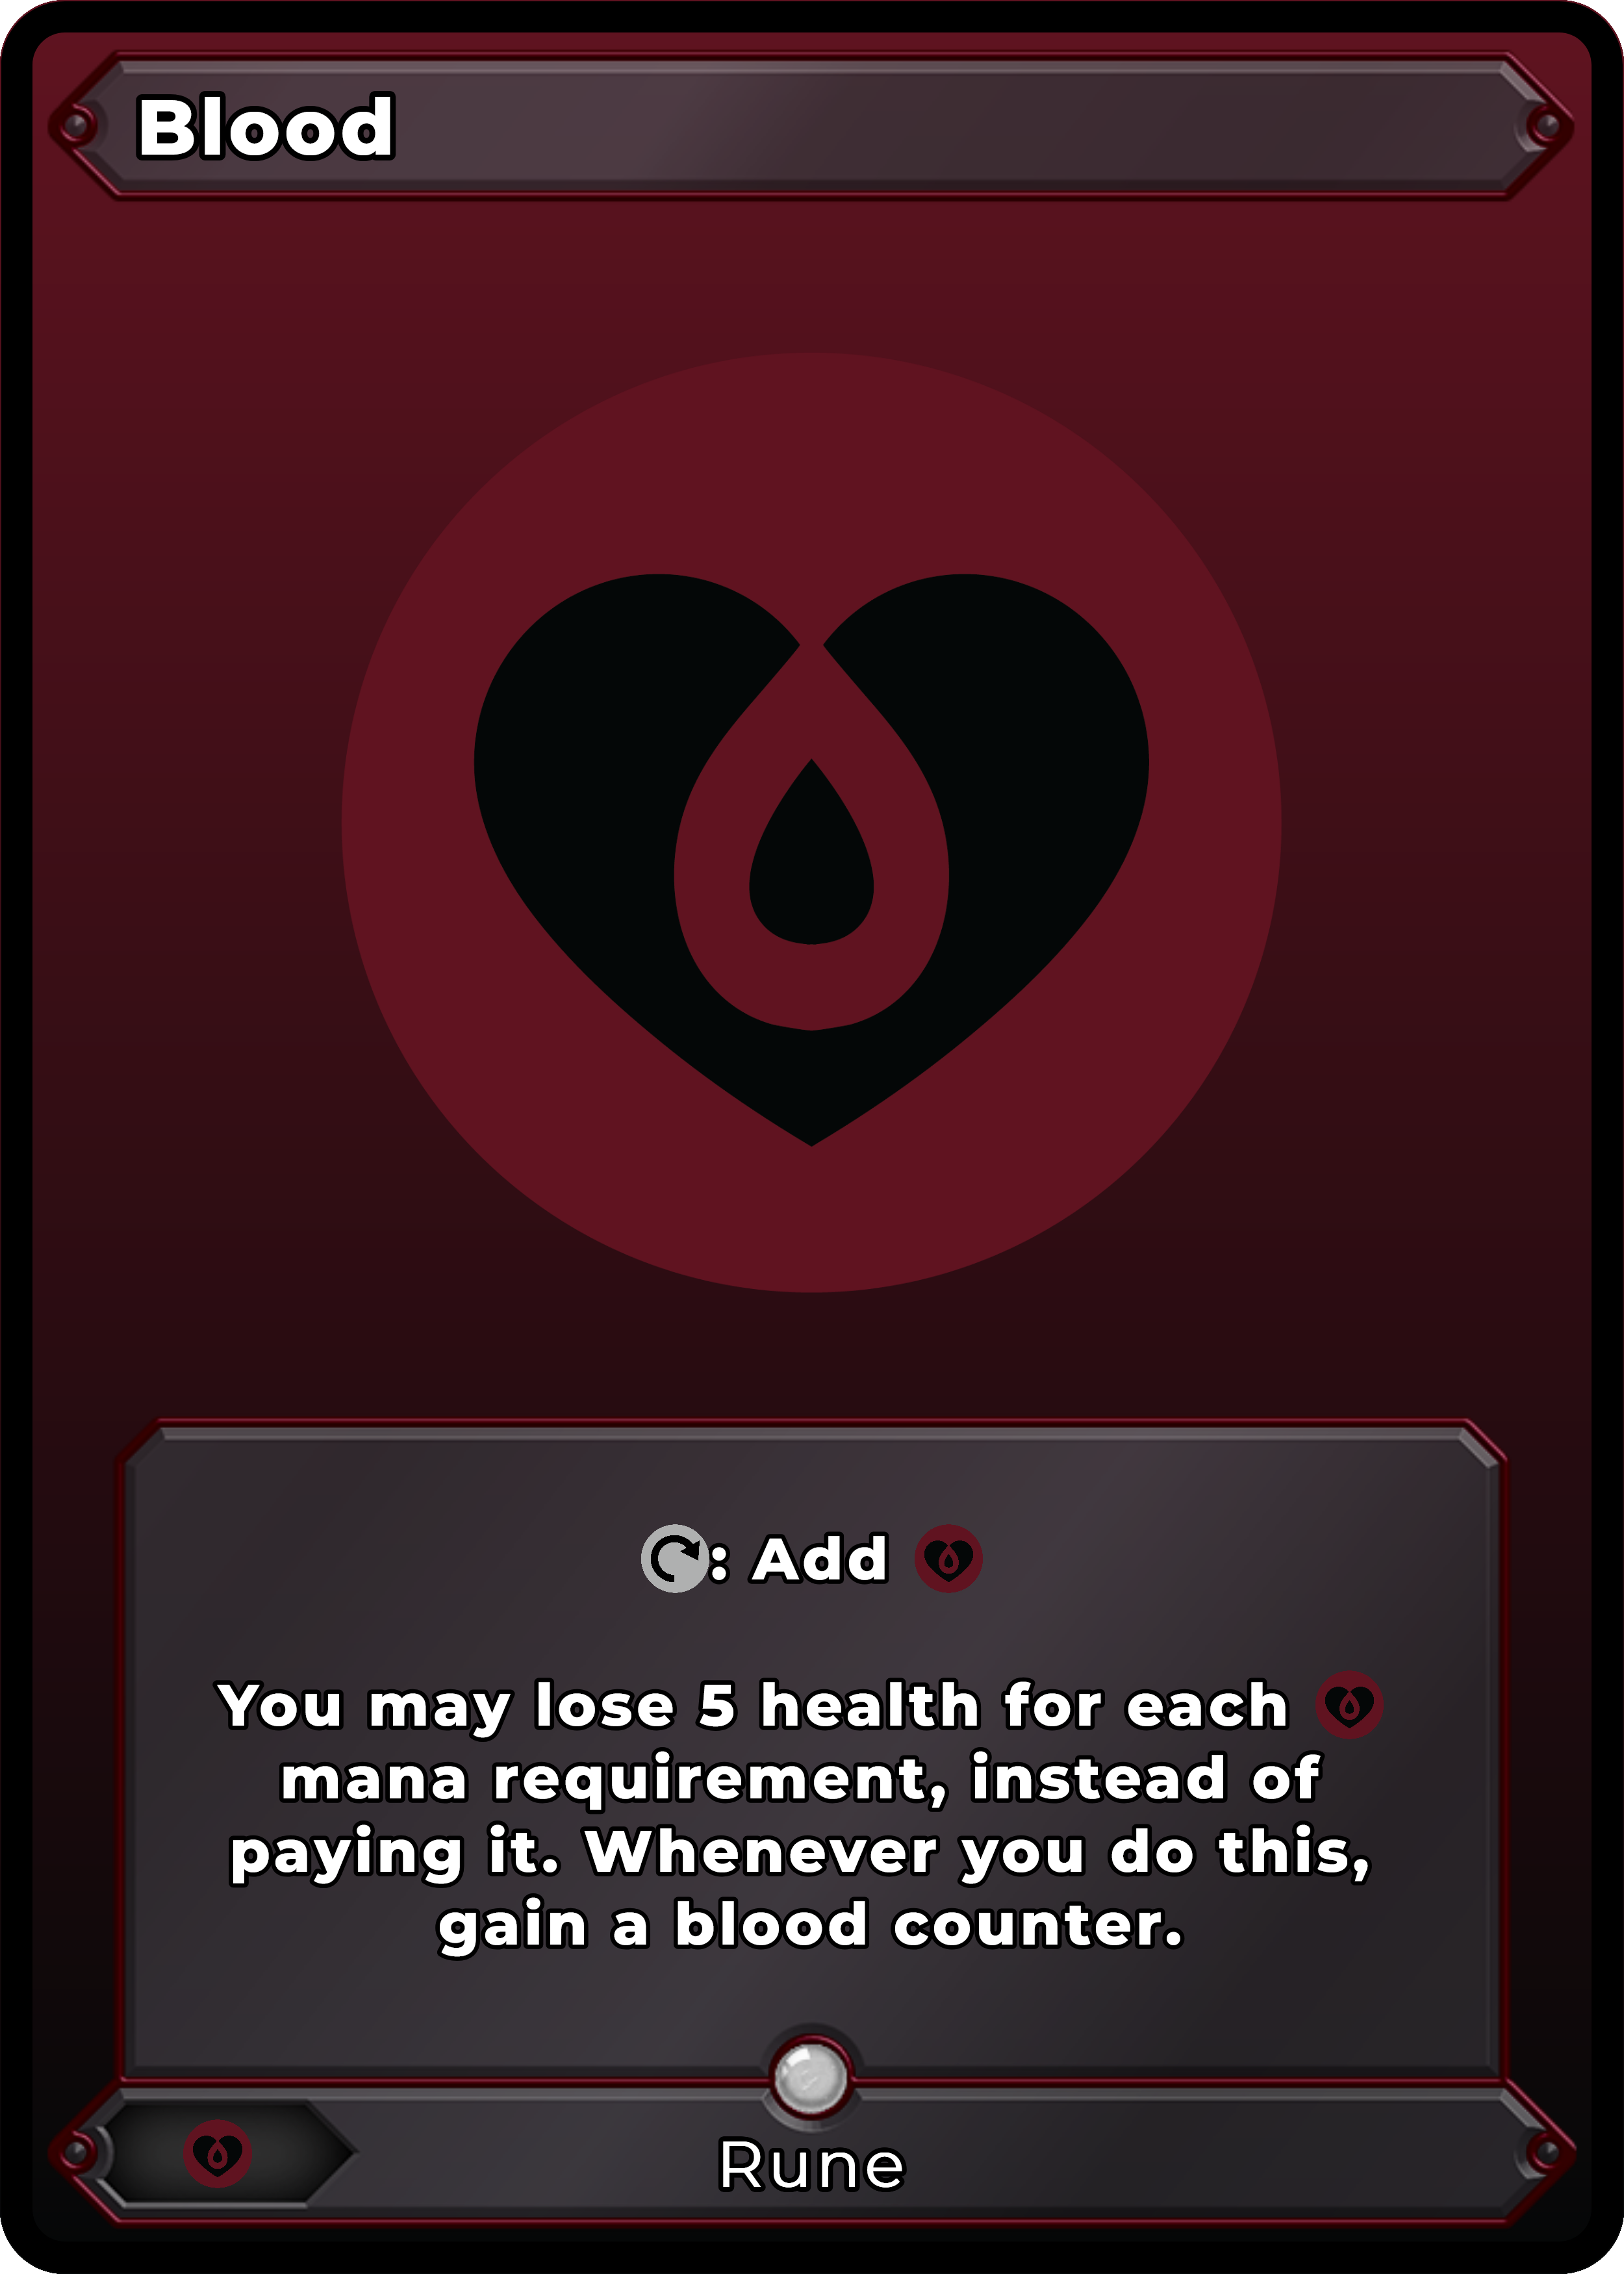 Blood
: Add
You may lose 5 health for each
mana requirement, instead of
paying it. Whenever you do this,
gain a blood counter.
Rune